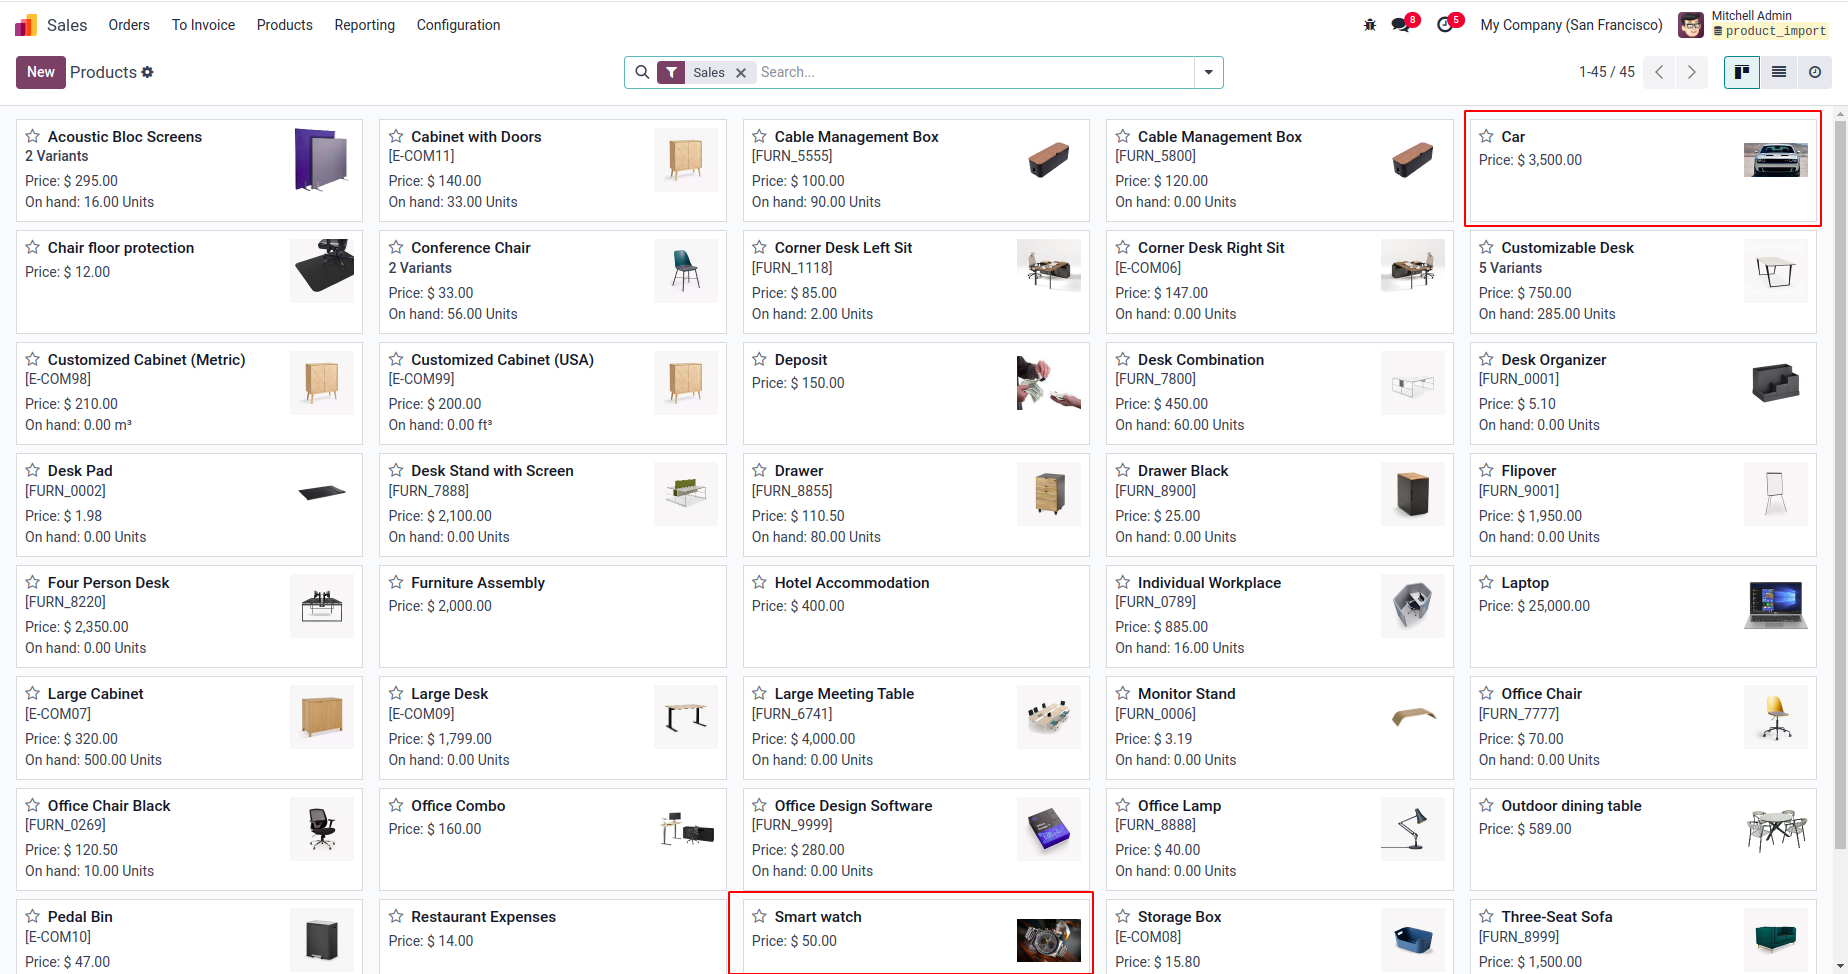 Sales Orders To Invoice Products Reporting Configuration 8 5 My Company (San Francisco) Mitchell Admin
product_import
New Products Sales Search... 1-45 / 45
Acoustic Bloc Screens
2 Variants
Price: $ 295.00
On hand: 16.00 Units
Cabinet with Doors
[E-COM11]
Price: $ 140.00
On hand: 33.00 Units
Cable Management Box
[FURN_5555]
Price: $ 100.00
On hand: 90.00 Units
Cable Management Box
[FURN_5800]
Price: $ 120.00
On hand: 0.00 Units
Car
Price: $ 3,500.00
Chair floor protection
Price: $ 12.00
Conference Chair
2 Variants
Price: $ 33.00
On hand: 56.00 Units
Corner Desk Left Sit
[FURN_1118]
Price: $ 85.00
On hand: 2.00 Units
Corner Desk Right Sit
[E-COM06]
Price: $ 147.00
On hand: 0.00 Units
Customizable Desk
5 Variants
Price: $ 750.00
On hand: 285.00 Units
Customized Cabinet (Metric)
[E-COM98]
Price: $ 210.00
On hand: 0.00 m³
Customized Cabinet (USA)
[E-COM99]
Price: $ 200.00
On hand: 0.00 ft³
Deposit
Price: $ 150.00
Desk Combination
[FURN_7800]
Price: $ 450.00
On hand: 60.00 Units
Desk Organizer
[FURN_0001]
Price: $ 5.10
On hand: 0.00 Units
Desk Pad
[FURN_0002]
Price: $ 1.98
On hand: 0.00 Units
Desk Stand with Screen
[FURN_7888]
Price: $ 2,100.00
On hand: 0.00 Units
Drawer
[FURN_8855]
Price: $ 110.50
On hand: 80.00 Units
Drawer Black
[FURN_8900]
Price: $ 25.00
On hand: 0.00 Units
Flipover
[FURN_9001]
Price: $ 1,950.00
On hand: 0.00 Units
Four Person Desk
[FURN_8220]
Price: $ 2,350.00
On hand: 0.00 Units
Furniture Assembly
Price: $ 2,000.00
Hotel Accommodation
Price: $ 400.00
Individual Workplace
[FURN_0789]
Price: $ 885.00
On hand: 16.00 Units
Laptop
Price: $ 25,000.00
Large Cabinet
[E-COM07]
Price: $ 320.00
On hand: 500.00 Units
Large Desk
[E-COM09]
Price: $ 1,799.00
On hand: 0.00 Units
Large Meeting Table
[FURN_6741]
Price: $ 4,000.00
On hand: 0.00 Units
Monitor Stand
[FURN_0006]
Price: $ 3.19
On hand: 0.00 Units
Office Chair
[FURN_7777]
Price: $ 70.00
On hand: 0.00 Units
Office Chair Black
[FURN_0269]
Price: $ 120.50
On hand: 10.00 Units
Office Combo
Price: $ 160.00
Office Design Software
[FURN_9999]
Price: $ 280.00
On hand: 0.00 Units
Office Lamp
[FURN_8888]
Price: $ 40.00
On hand: 0.00 Units
Outdoor dining table
Price: $ 589.00
Pedal Bin
[E-COM10]
Price: $ 47.00
Restaurant Expenses
Price: $ 14.00
Smart watch
Price: $ 50.00
Storage Box
[E-COM08]
Price: $ 15.80
Three-Seat Sofa
[FURN_8999]
Price: $ 1,500.00